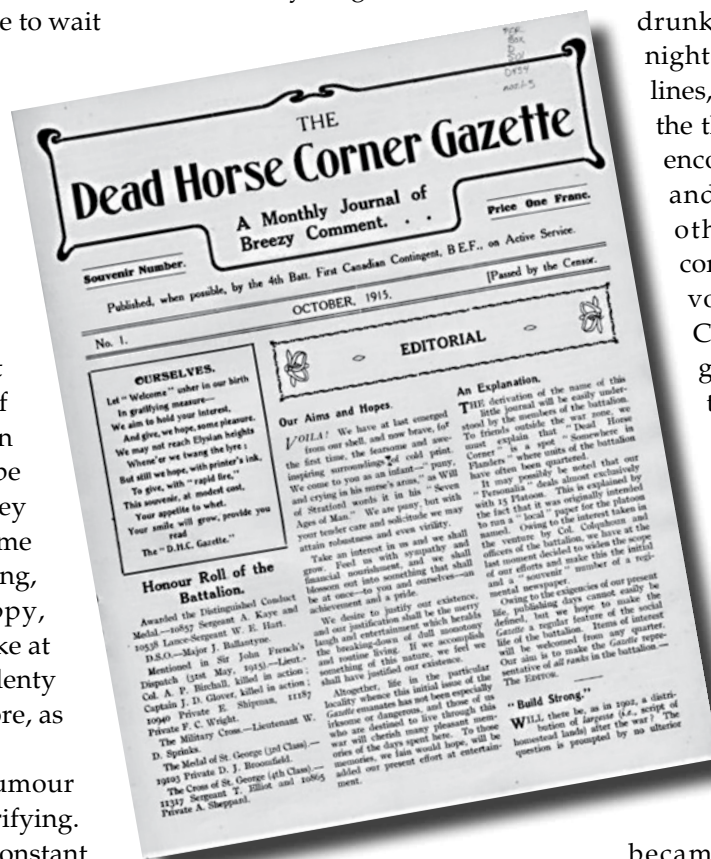 e to wait
t
f
n
be
ey
me
ng,
ppy,
ke at
lenty
ore, as
umour
rifying.
onstant
THE
Dead Horse Corner Gazette
A Monthly Journal of
Breezy Comment. . .
Souvenir Number.
Price One Franc.
Published, when possible, by the 4th Batt. First Canadian Contingent, B.E.F., on Active Service.
No. 1.
OCTOBER, 1915.
[Passed by the Censor.
OURSELVES.
Let "Welcome" usher in our birth
In gratifying measure—
We aim to hold your interest,
And give, we hope, some pleasure.
We may not reach Elysian heights
Whene'er we twang the lyre;
But still we hope, with printer's ink,
To give, with "rapid fire,"
This souvenir, at modest cost,
Your appetite to whet.
Your smile will grow, provide you
read
The "D.H.C. Gazette."
Honour Roll of the
Battalion.
Awarded the Distinguished Conduct
Medal.—10857 Sergeant A. Kaye and
10538 Lance-Sergeant W. E. Hart.
D.S.O.—Major J. Ballantyne.
Mentioned in Sir John French's
Dispatch (31st May, 1915).—Lieut.-
Col. A. P. Birchall, killed in action;
Captain J. D. Glover, killed in action;
10940 Private E. Shipman, 11187
Private F. C. Wright.
The Military Cross.—Lieutenant W.
D. Sprinks.
The Medal of St. George (3rd Class).—
19203 Private D. J. Broomfield.
The Cross of St. George (4th Class).—
11317 Sergeant T. Elliot and 10865
Private A. Sheppard.
EDITORIAL
Our Aims and Hopes.
VOILA! We have at last emerged
from our shell, and now brave, for
the first time, the fearsome and awe-
inspiring surroundings of cold print.
We come to you as an infant—"puny,
and crying in his nurse's arms," as Will
of Stratford words it in his "Seven
Ages of Man." We are puny, but with
your tender care and solicitude we may
attain robustness and even virility.
Take an interest in us and we shall
grow. Feed us with sympathy and
financial nourishment, and we shall
blossom out into something that shall
be at once—to you and ourselves—an
achievement and a pride.
We desire to justify our existence,
and our justification shall be the merry
laugh and entertainment which heralds
the breaking-down of dull monotony
and routine living. If we accomplish
something of this nature, we feel we
shall have justified our existence.
Altogether, life in the particular
locality whence this initial issue of the
Gazette emanates has not been especially
irksome or dangerous, and those of us
who are destined to live through this
war will cherish many pleasant mem-
ories of the days spent here. To those
memories, we fain would hope, will be
added our present effort at entertain-
ment.
An Explanation.
THE derivation of the name of this
little journal will be easily under-
stood by the members of the battalion.
To friends outside the war zone, we
must explain that "Dead Horse
Corner" is a spot "Somewhere in
Flanders" where units of the battalion
have often been quartered.
It may possibly be noted that our
"Personalia" deals almost exclusively
with 15 Platoon. This is explained by
the fact that it was originally intended
to run a "local" paper for the platoon
named. Owing to the interest taken in
the venture by Col. Colquhoun and
officers of the battalion, we have at the
last moment decided to widen the scope
of our efforts and make this the initial
and a "souvenir" number of a regi-
mental newspaper.
Owing to the exigencies of our present
life, publishing days cannot easily be
defined, but we hope to make the
Gazette a regular feature of the social
life of the battalion. Items of interest
will be welcomed from any quarter.
Our aim is to make the Gazette repre-
sentative of all ranks in the battalion.—
The EDITOR.
"Build Strong."
WILL there be, as in 1902, a distri-
bution of largesse (i.e., script of
homestead lands) after the war? The
question is prompted by no ulterior
drunk
night
lines,
the t
enco
and
oth
con
vo
C
g
t
becam